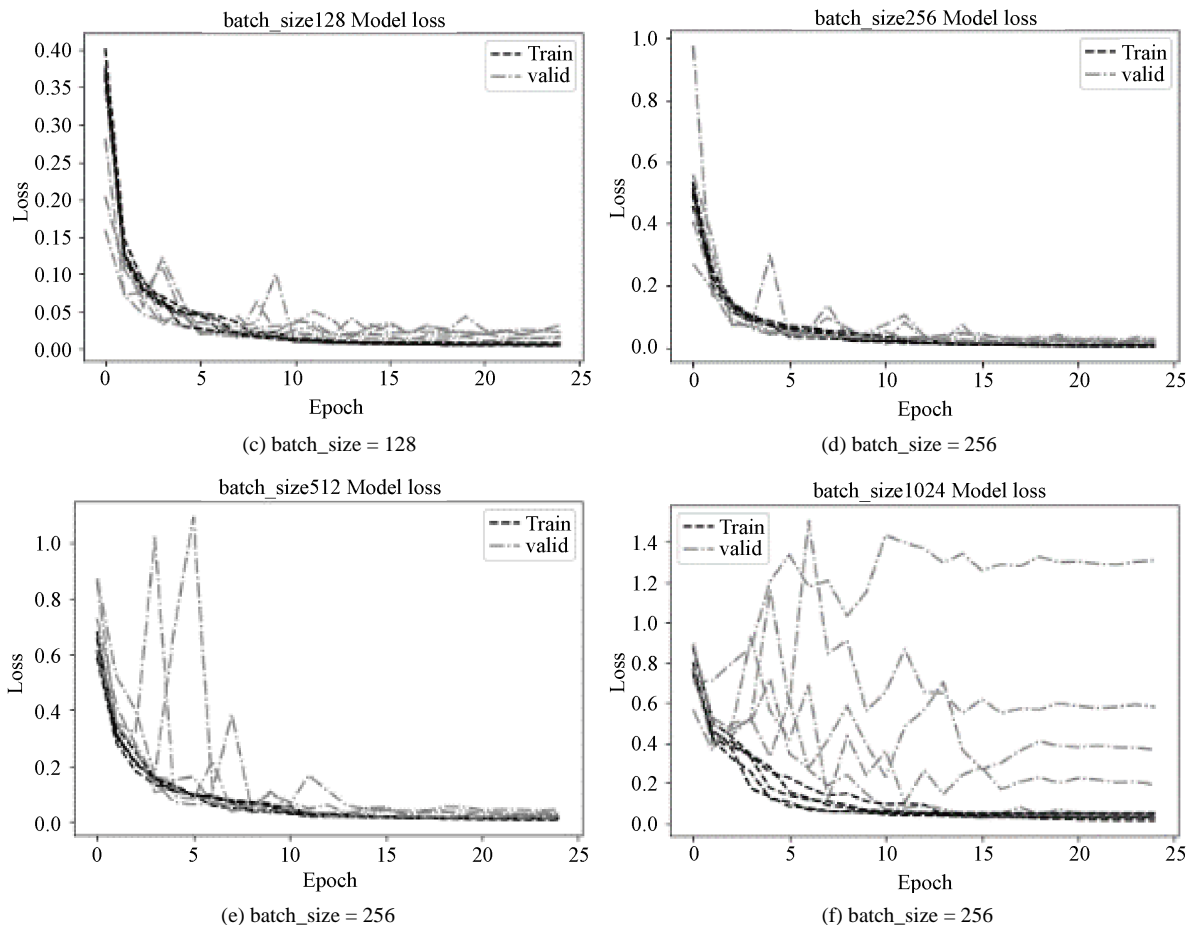 batch_size128 Model loss
Train
valid
0.40
0.35
0.30
0.25
0.20
0.15
0.10
0.05
0.00
Loss
0 5 10 15 20 25
Epoch
(c) batch_size = 128
batch_size256 Model loss
Train
valid
1.0
0.8
0.6
0.4
0.2
0.0
Loss
0 5 10 15 20 25
Epoch
(d) batch_size = 256
batch_size512 Model loss
Train
valid
1.0
0.8
0.6
0.4
0.2
0.0
Loss
0 5 10 15 20 25
Epoch
(e) batch_size = 256
batch_size1024 Model loss
Train
valid
1.4
1.2
1.0
0.8
0.6
0.4
0.2
0.0
Loss
0 5 10 15 20 25
Epoch
(f) batch_size = 256